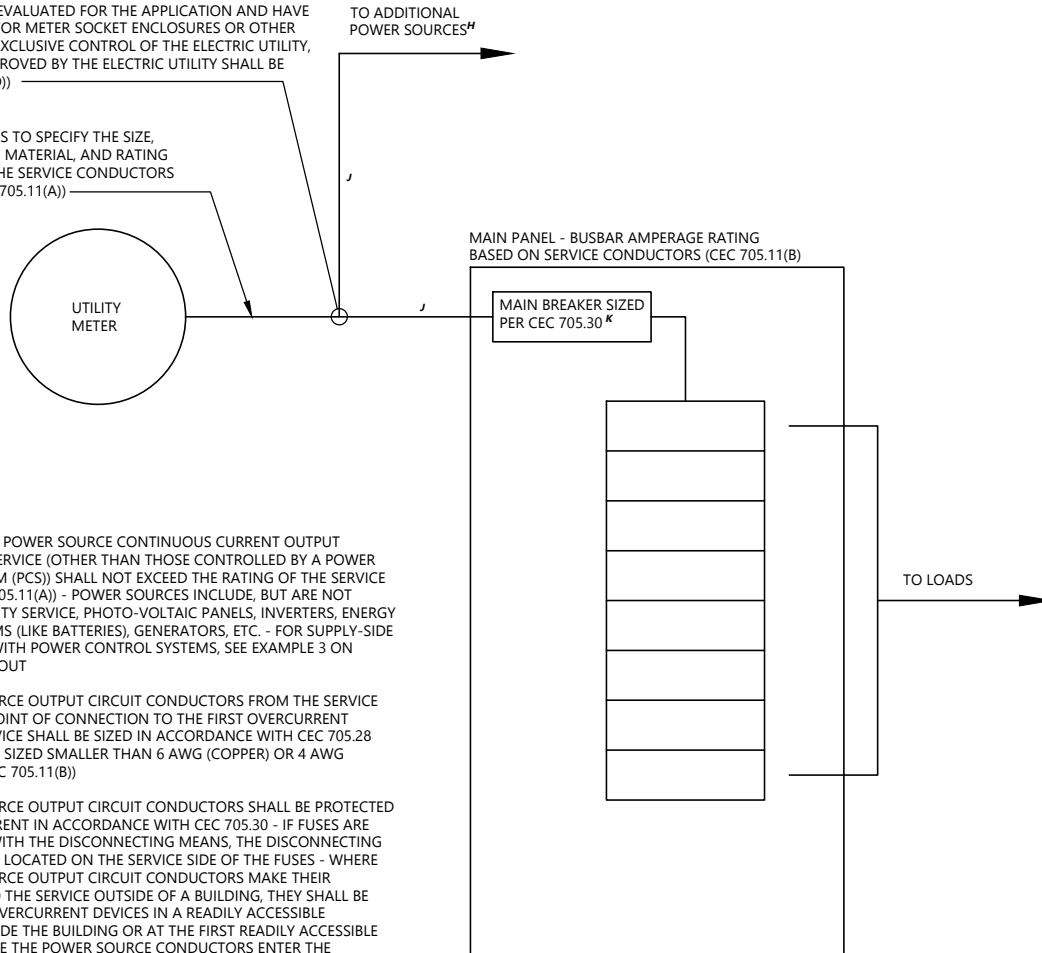 EVALUATED FOR THE APPLICATION AND HAVE
OR METER SOCKET ENCLOSURES OR OTHER
XCLUSIVE CONTROL OF THE ELECTRIC UTILITY,
ROVED BY THE ELECTRIC UTILITY SHALL BE
))
TO ADDITIONAL
POWER SOURCESH
S TO SPECIFY THE SIZE,
MATERIAL, AND RATING
HE SERVICE CONDUCTORS
705.11(A))
J
MAIN PANEL - BUSBAR AMPERAGE RATING
BASED ON SERVICE CONDUCTORS (CEC 705.11(B)
UTILITY
METER
J
MAIN BREAKER SIZED
PER CEC 705.30 K
TO LOADS
POWER SOURCE CONTINUOUS CURRENT OUTPUT
ERVICE (OTHER THAN THOSE CONTROLLED BY A POWER
M (PCS)) SHALL NOT EXCEED THE RATING OF THE SERVICE
05.11(A)) - POWER SOURCES INCLUDE, BUT ARE NOT
ITY SERVICE, PHOTO-VOLTAIC PANELS, INVERTERS, ENERGY
MS (LIKE BATTERIES), GENERATORS, ETC. - FOR SUPPLY-SIDE
WITH POWER CONTROL SYSTEMS, SEE EXAMPLE 3 ON
OUT
RCE OUTPUT CIRCUIT CONDUCTORS FROM THE SERVICE
OINT OF CONNECTION TO THE FIRST OVERCURRENT
VICE SHALL BE SIZED IN ACCORDANCE WITH CEC 705.28
SIZED SMALLER THAN 6 AWG (COPPER) OR 4 AWG
C 705.11(B))
RCE OUTPUT CIRCUIT CONDUCTORS SHALL BE PROTECTED
RENT IN ACCORDANCE WITH CEC 705.30 - IF FUSES ARE
WITH THE DISCONNECTING MEANS, THE DISCONNECTING
LOCATED ON THE SERVICE SIDE OF THE FUSES - WHERE
RCE OUTPUT CIRCUIT CONDUCTORS MAKE THEIR
O THE SERVICE OUTSIDE OF A BUILDING, THEY SHALL BE
VERCURRENT DEVICES IN A READILY ACCESSIBLE
IDE THE BUILDING OR AT THE FIRST READILY ACCESSIBLE
E THE POWER SOURCE CONDUCTORS ENTER THE